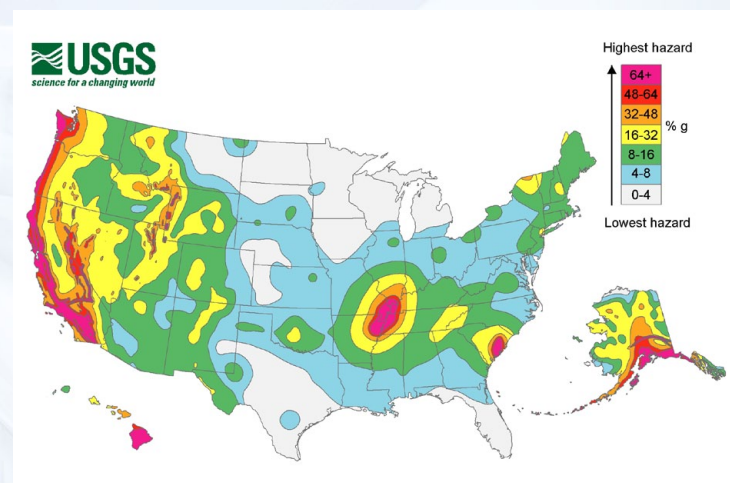 USGS
science for a changing world
Highest hazard
64+
48-64
32-48
16-32
8-16
4-8
0-4
% g
Lowest hazard